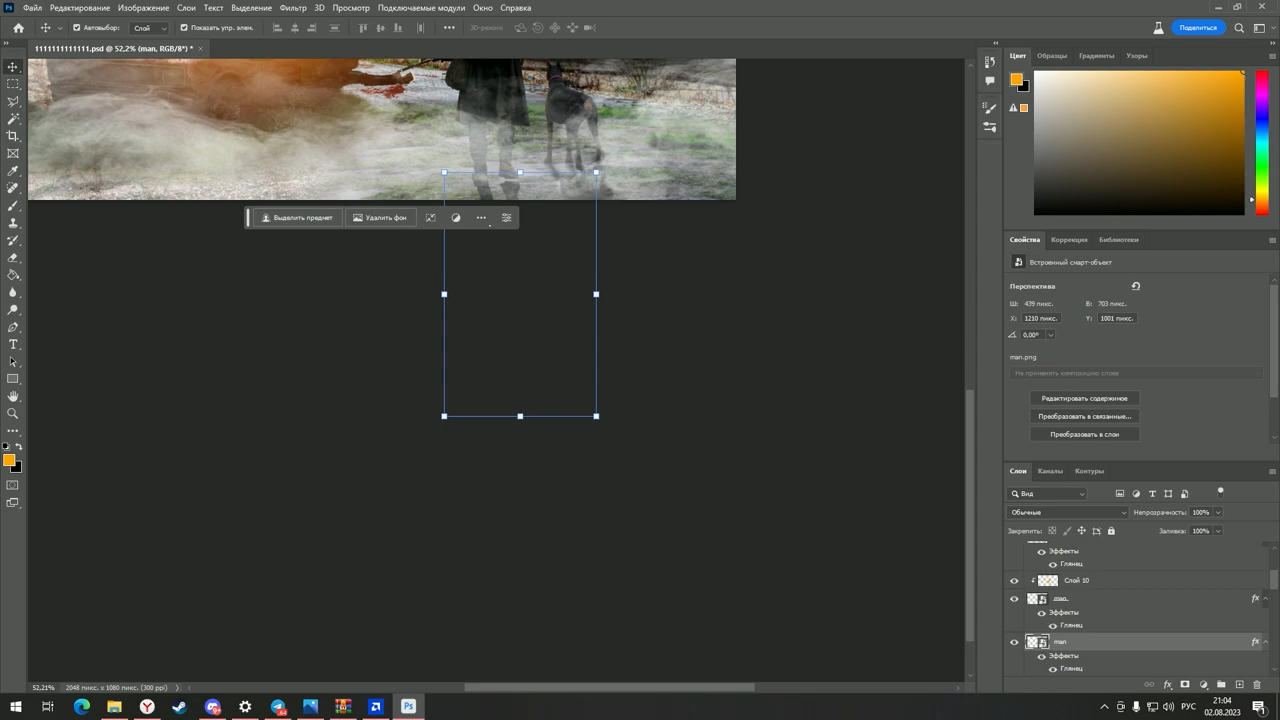 Файл Редактирование Изображение Слои Текст Выделение Фильтр 3D Просмотр Подключаемые модули Окно Справка
Автовыбор: Слой Показать упр. элем. 3D-режим: Поделиться
1111111111111.psd @ 52,2% (man, RGB/8*) *
Цвет Образцы Градиенты Узоры
Выделить предмет Удалить фон
Свойства Коррекция Библиотеки
Встроенный смарт-объект
Перспектива
Ш: 439 пикс. В: 703 пикс.
X: 1210 пикс. Y: 1001 пикс.
0,00°
man.png
Не применять композицию слоев
Редактировать содержимое
Преобразовать в связанные...
Преобразовать в слои
Слои Каналы Контуры
Вид
Обычные Непрозрачность: 100%
Закрепить: Заливка: 100%
Эффекты
Глянец
Слой 10
man
fx
Эффекты
Глянец
man
fx
Эффекты
Глянец
52,21% 2048 пикс. x 1080 пикс. (300 ppi)
РУС 21:04
02.08.2023